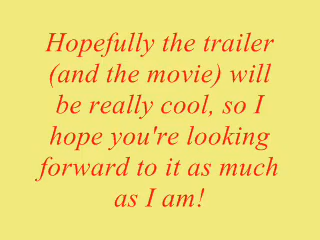 Hopefully the trailer
(and the movie) will
be really cool, so I
hope you're looking
forward to it as much
as I am!